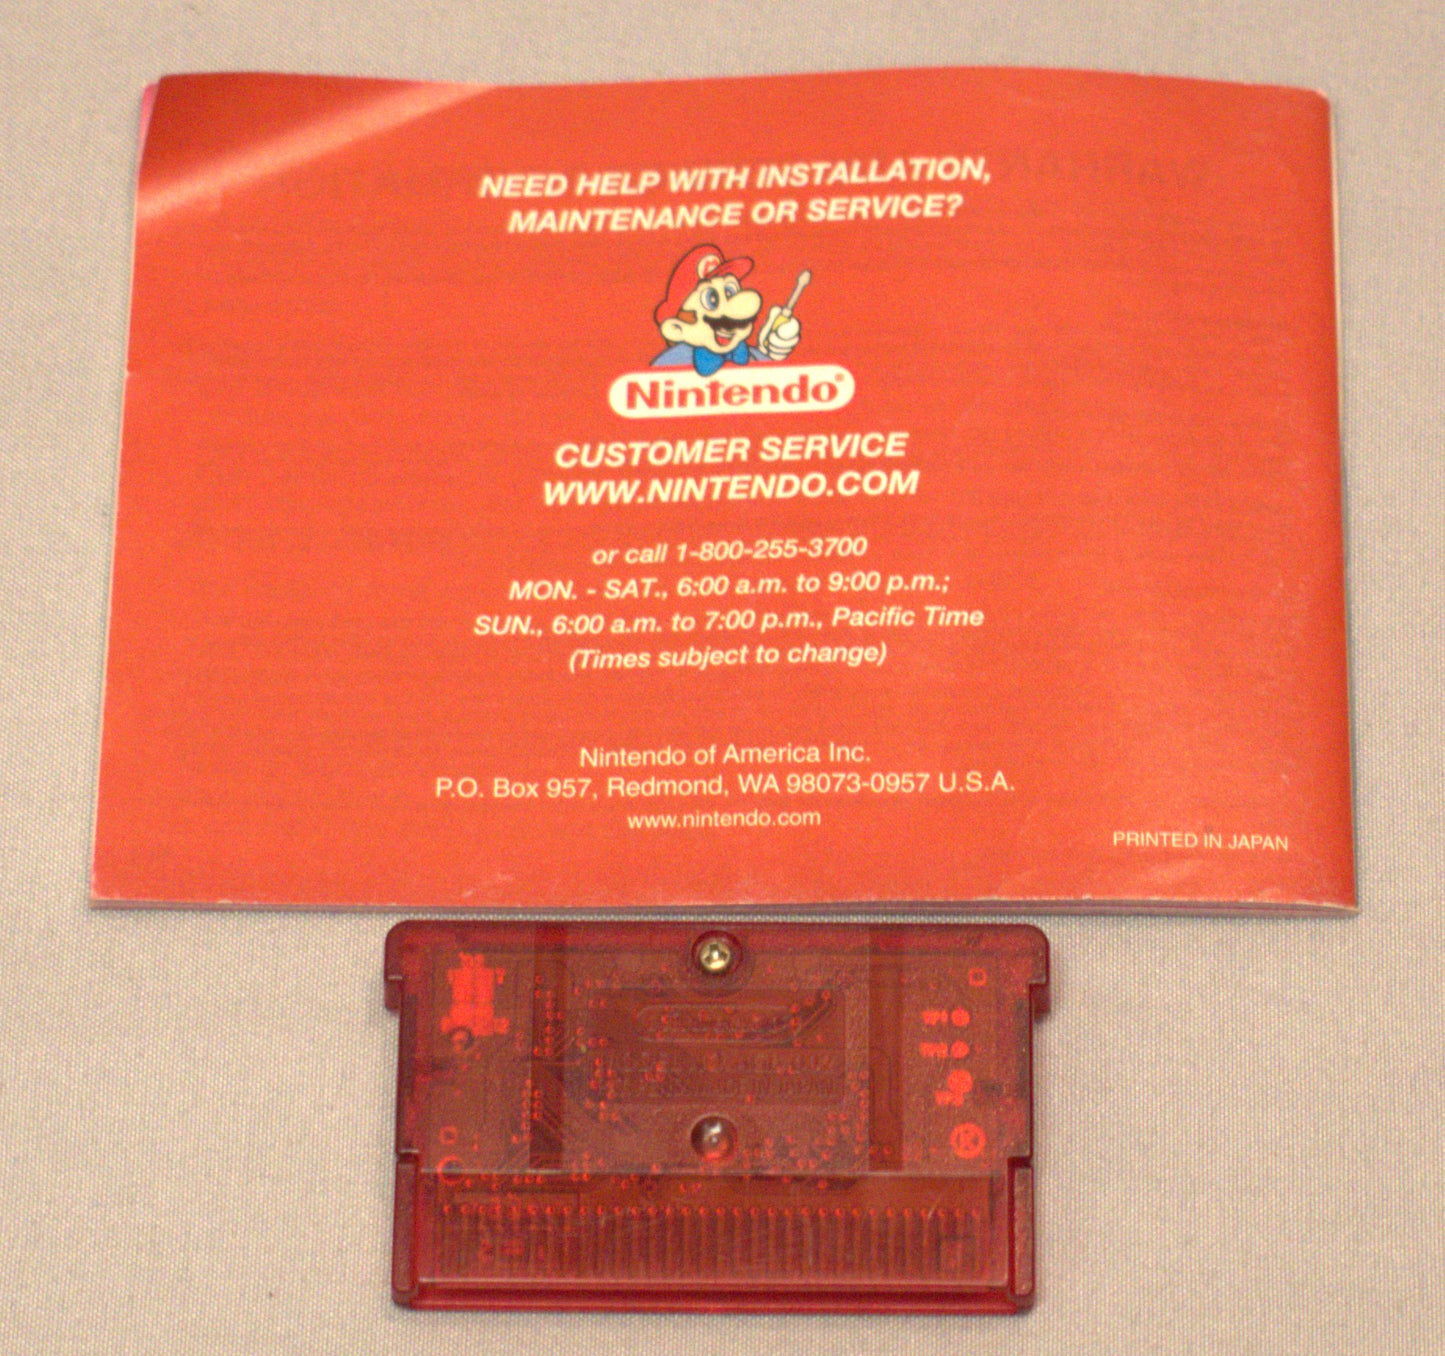 NEED HELP WITH INSTALLATION,
MAINTENANCE OR SERVICE?
Nintendo®
CUSTOMER SERVICE
WWW.NINTENDO.COM
or call 1-800-255-3700
MON. - SAT., 6:00 a.m. to 9:00 p.m.;
SUN., 6:00 a.m. to 7:00 p.m., Pacific Time
(Times subject to change)
Nintendo of America Inc.
P.O. Box 957, Redmond, WA 98073-0957 U.S.A.
www.nintendo.com
PRINTED IN JAPAN